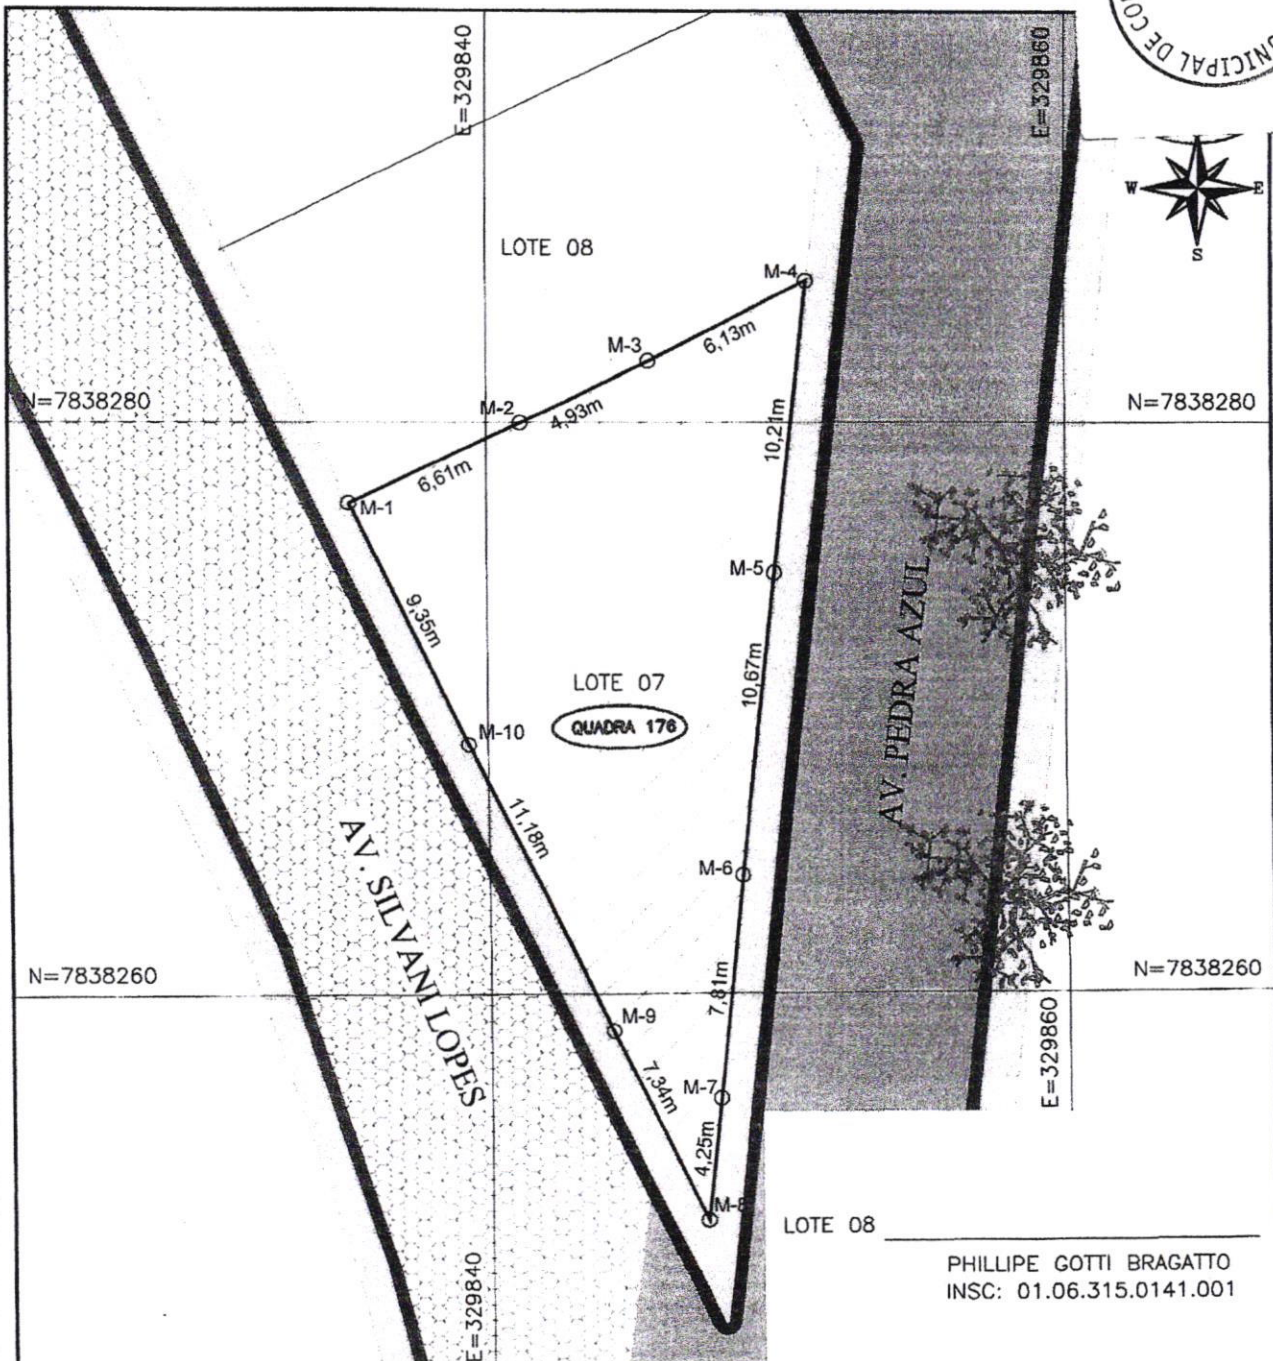 UNICIPAL DE CO
E=329840
E=329860
W E
S
LOTE 08
M-4
M-3
6,13m
N=7838280
M-2
4,93m
N=7838280
10,21m
6,61m
M-1
M-5
9,35m
LOTE 07
10,67m
AV. PEDRA AZUL
QUADRA 176
M-10
11,18m
AV. SILVANI LOPES
M-6
N=7838260
7,81m
N=7838260
M-9
7,34m
M-7
E=329860
4,25m
M-8
LOTE 08
E=329840
PHILLIPE GOTTI BRAGATTO
INSC: 01.06.315.0141.001